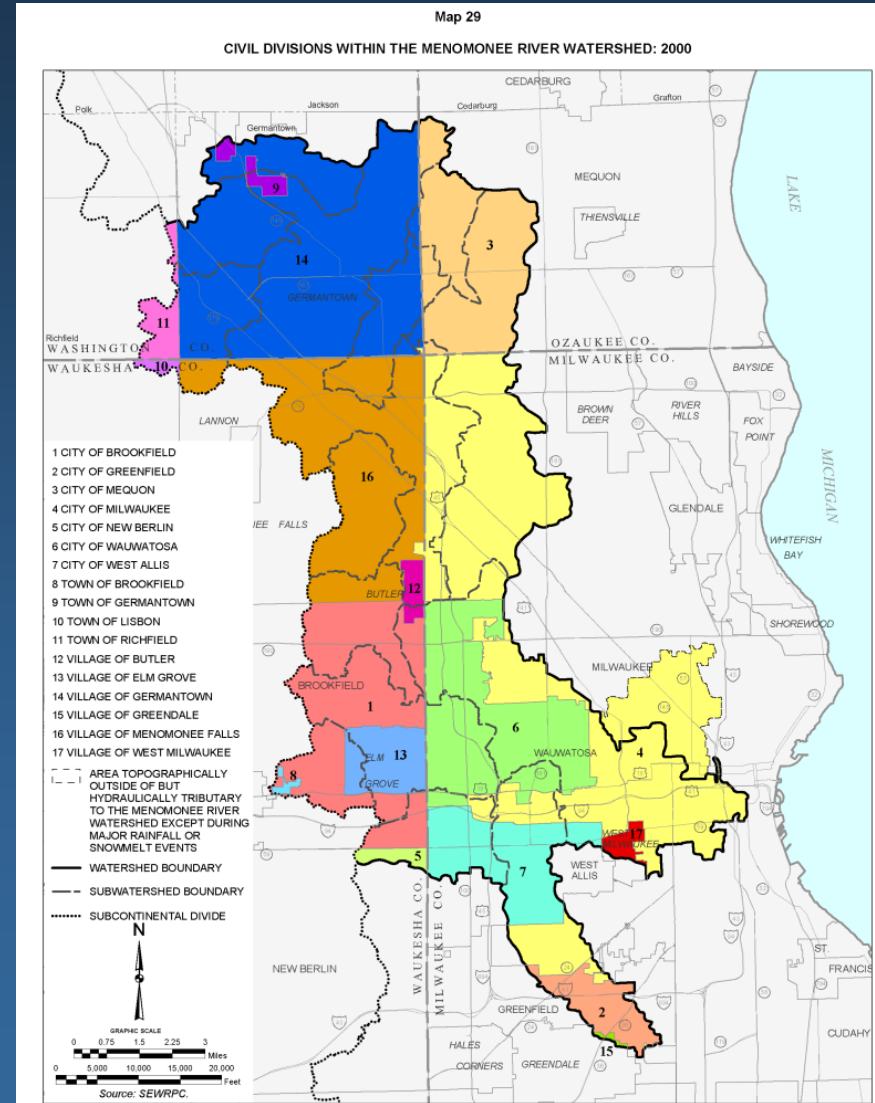 Map 29
CIVIL DIVISIONS WITHIN THE MENOMONEE RIVER WATERSHED: 2000
CEDARBURG
Polk
Jackson
Cedarburg
Grafton
Germantown
MEQUON
LAKE
9
THIENSVILLE
3
14
GERMANTOWN
11
Richfield
WASHINGTON CO.
OZAUKEE CO.
WAUKESHA CO.
MILWAUKEE CO.
10
BAYSIDE
BROWN
DEER
RIVER
HILLS
FOX
POINT
LANNON
MICHIGAN
16
GLENDALE
FALLS
WHITEFISH
BAY
BUTLER
12
SHOREWOOD
MILWAUKEE
BROOKFIELD
1
6
WAUWATOSA
4
ELM
GROVE
13
8
WEST
MILWAUKEE
17
5
7
WEST
ALLIS
WAUKESHA CO.
MILWAUKEE CO.
NEW BERLIN
ST.
FRANCIS
GREENFIELD
2
CUDAHY
HALES
CORNERS
GREENDALE
15
1 CITY OF BROOKFIELD
2 CITY OF GREENFIELD
3 CITY OF MEQUON
4 CITY OF MILWAUKEE
5 CITY OF NEW BERLIN
6 CITY OF WAUWATOSA
7 CITY OF WEST ALLIS
8 TOWN OF BROOKFIELD
9 TOWN OF GERMANTOWN
10 TOWN OF LISBON
11 TOWN OF RICHFIELD
12 VILLAGE OF BUTLER
13 VILLAGE OF ELM GROVE
14 VILLAGE OF GERMANTOWN
15 VILLAGE OF GREENDALE
16 VILLAGE OF MENOMONEE FALLS
17 VILLAGE OF WEST MILWAUKEE
AREA TOPOGRAPHICALLY
OUTSIDE OF BUT
HYDRAULICALLY TRIBUTARY
TO THE MENOMONEE RIVER
WATERSHED EXCEPT DURING
MAJOR RAINFALL OR
SNOWMELT EVENTS
WATERSHED BOUNDARY
SUBWATERSHED BOUNDARY
SUBCONTINENTAL DIVIDE
N
GRAPHIC SCALE
0 0.75 1.5 2.25 3
Miles
0 5,000 10,000 15,000 20,000
Feet
Source: SEWRPC.